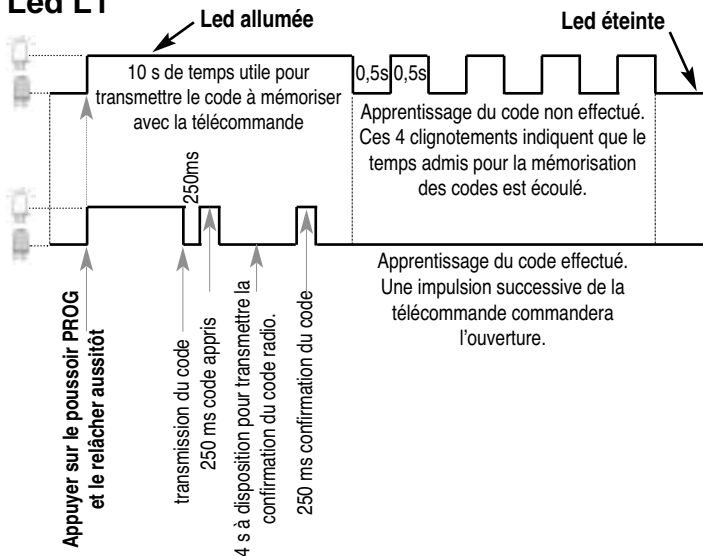 Led L1
Led allumée
Led éteinte
10 s de temps utile pour
transmettre le code à mémoriser
avec la télécommande
0,5s 0,5s
Apprentissage du code non effectué.
Ces 4 clignotements indiquent que le
temps admis pour la mémorisation
des codes est écoulé.
250ms
Apprentissage du code effectué.
Une impulsion successive de la
télécommande commandera
l'ouverture.
Appuyer sur le poussoir PROG
et le relâcher aussitôt
transmission du code
250 ms code appris
4 s à disposition pour transmettre la
confirmation du code radio.
250 ms confirmation du code